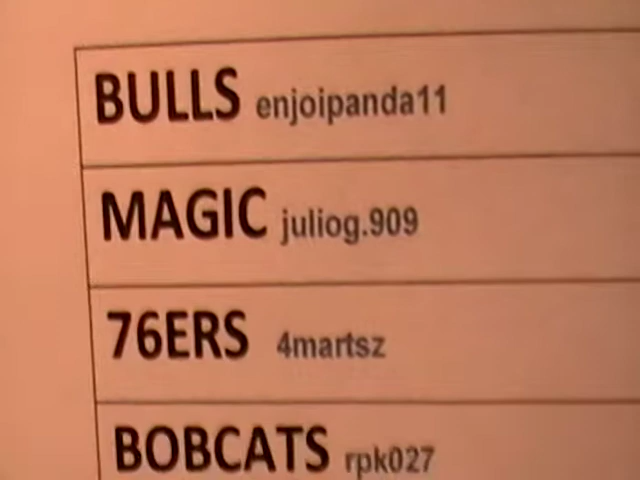 BULLS enjoipanda11
MAGIC juliog.909
76ERS 4martsz
BOBCATS rpk027